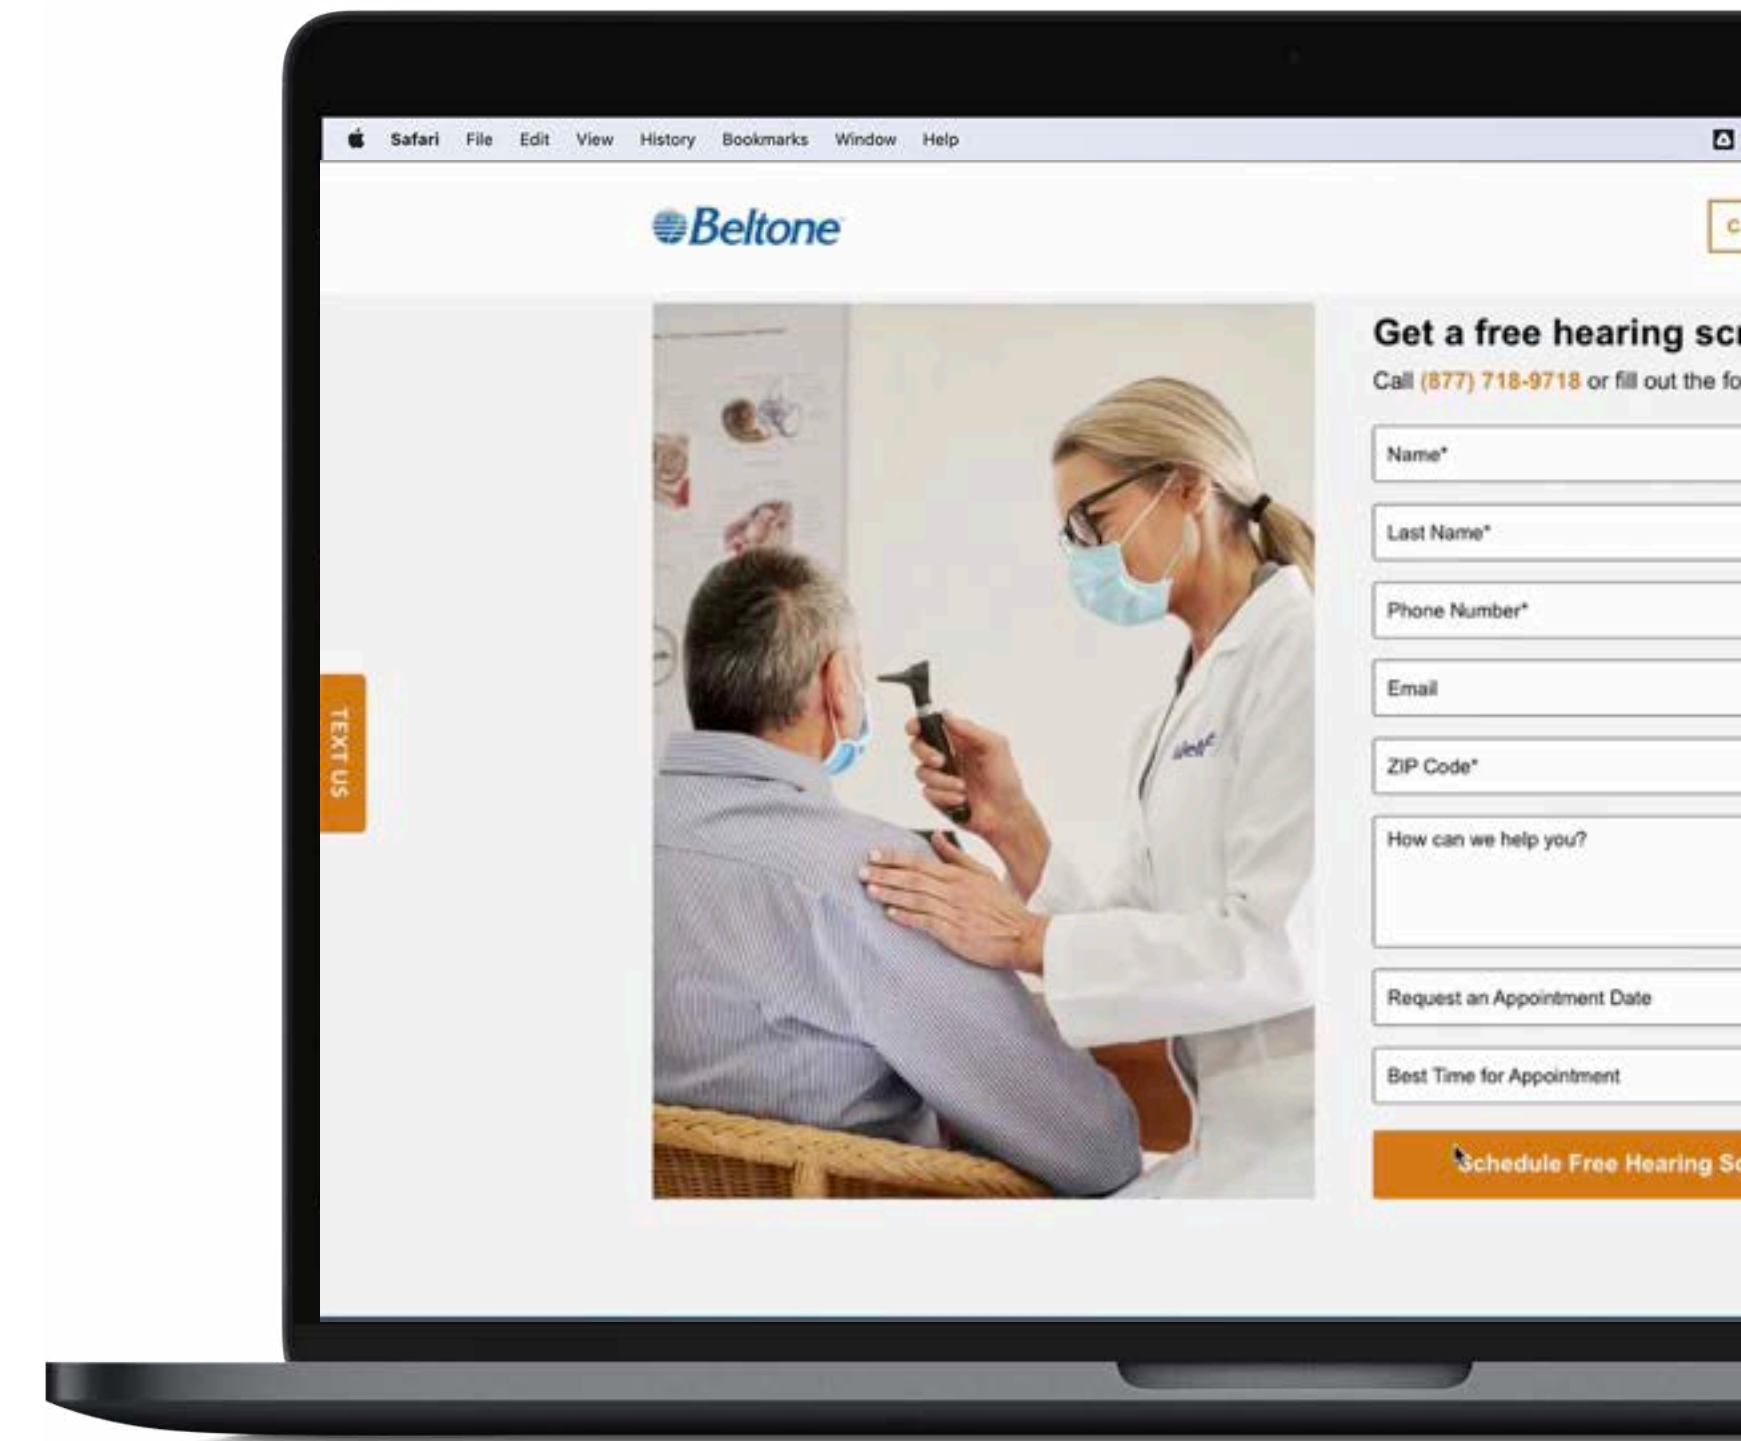 Safari File Edit View History Bookmarks Window Help
Beltone
C
Get a free hearing scr
Call (877) 718-9718 or fill out the fo
Name*
Last Name*
Phone Number*
Email
ZIP Code*
How can we help you?
Request an Appointment Date
Best Time for Appointment
Schedule Free Hearing Sc
TEXT US